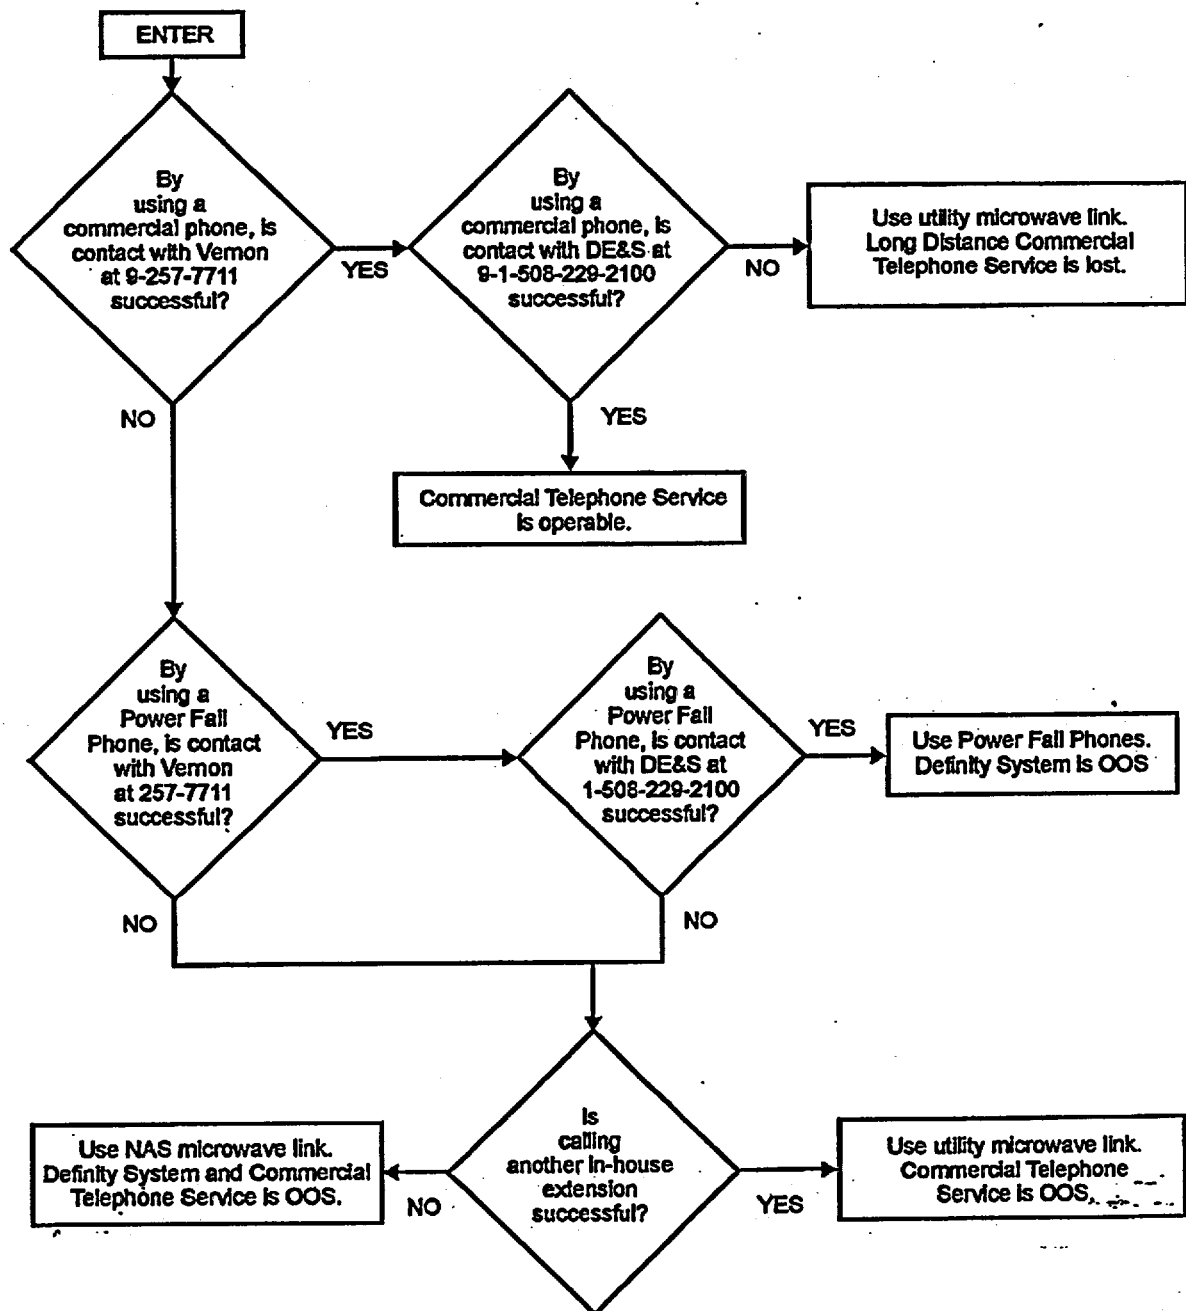 ENTER
By
using a
commercial phone, is
contact with Vernon
at 9-257-7711
successful?
YES
By
using a
commercial phone, is
contact with DE&S at
9-1-508-229-2100
successful?
NO
Use utility microwave link.
Long Distance Commercial
Telephone Service is lost.
NO
YES
Commercial Telephone Service
is operable.
By
using a
Power Fail
Phone, is contact
with Vernon
at 257-7711
successful?
YES
By
using a
Power Fail
Phone, is contact
with DE&S at
1-508-229-2100
successful?
YES
Use Power Fail Phones.
Definity System is OOS
NO
NO
Is
calling
another in-house
extension
successful?
NO
Use NAS microwave link.
Definity System and Commercial
Telephone Service is OOS.
YES
Use utility microwave link.
Commercial Telephone
Service is OOS.